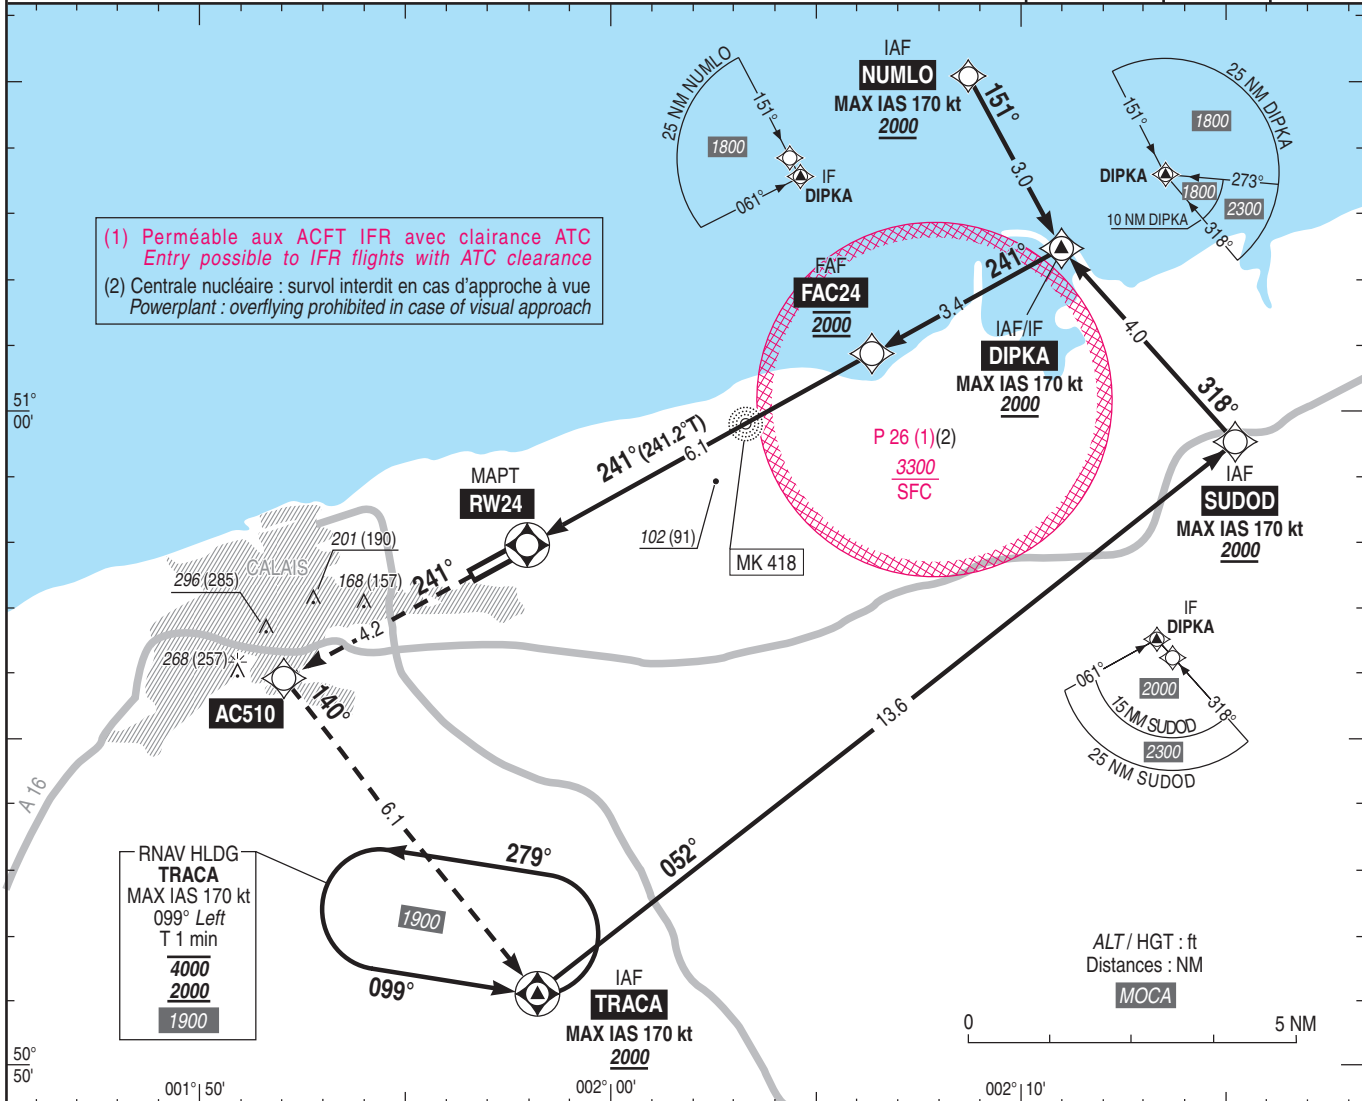 IAF
NUMLO
MAX IAS 170 kt
2000
151°
3.0
25 NM NUMLO
151°
1800
061°
IF
DIPKA
25 NM DIPKA
151°
1800
DIPKA
273°
1800
2300
10 NM DIPKA
318°
(1) Perméable aux ACFT IFR avec clairance ATC
Entry possible to IFR flights with ATC clearance
(2) Centrale nucléaire : survol interdit en cas d'approche à vue
Powerplant : overflying prohibited in case of visual approach
FAF
FAC24
2000
241°
3.4
IAF/IF
DIPKA
MAX IAS 170 kt
2000
4.0
318°
51°
00'
P 26 (1)(2)
3300
SFC
241° (241.2°T)
6.1
MAPT
RW24
102 (91)
MK 418
IAF
SUDOD
MAX IAS 170 kt
2000
201 (190)
CALAIS
296 (285)
168 (157)
241°
4.2
268 (257)
AC510
140°
6.1
IF
DIPKA
061°
2000
318°
15 NM SUDOD
2300
25 NM SUDOD
13.6
052°
A 16
RNAV HLDG
TRACA
MAX IAS 170 kt
099° Left
T 1 min
4000
2000
1900
279°
1900
099°
IAF
TRACA
MAX IAS 170 kt
2000
ALT / HGT : ft
Distances : NM
MOCA
0
5 NM
50°
50'
001° 50'
002° 00'
002° 10'